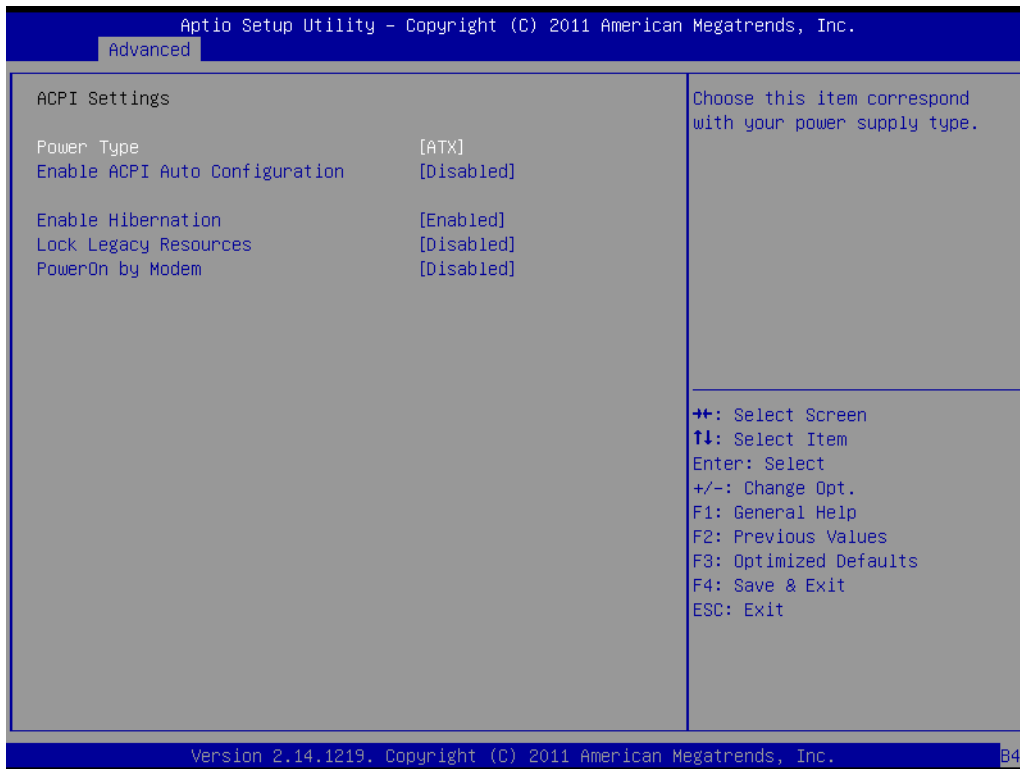 Aptio Setup Utility – Copyright (C) 2011 American Megatrends, Inc.
Advanced
ACPI Settings
Power Type [ATX]
Enable ACPI Auto Configuration [Disabled]
Enable Hibernation [Enabled]
Lock Legacy Resources [Disabled]
PowerOn by Modem [Disabled]
Choose this item correspond
with your power supply type.
→←: Select Screen
↑↓: Select Item
Enter: Select
+/-: Change Opt.
F1: General Help
F2: Previous Values
F3: Optimized Defaults
F4: Save & Exit
ESC: Exit
Version 2.14.1219. Copyright (C) 2011 American Megatrends, Inc.
B4